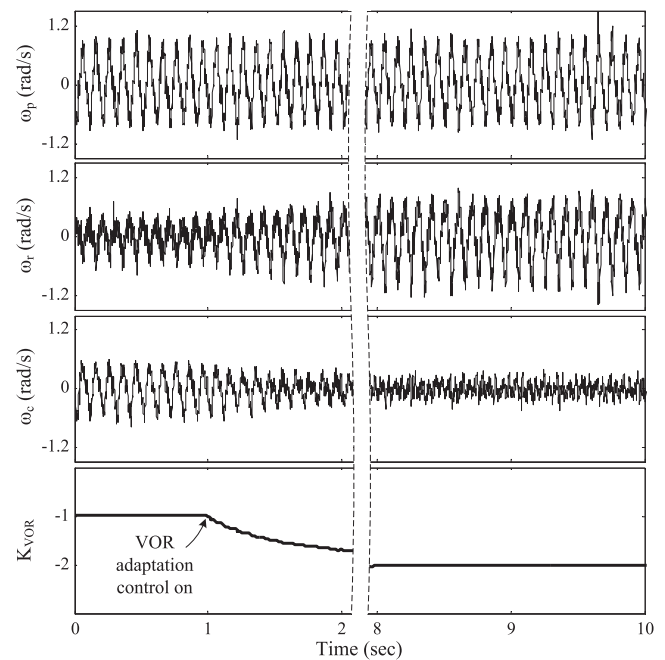 1.2
0
-1.2
ωp (rad/s)
1.2
0
-1.2
ωr (rad/s)
1.2
0
-1.2
ωc (rad/s)
-1
-2
KVOR
VOR
adaptation
control on
0 1 2 8 9 10
Time (sec)